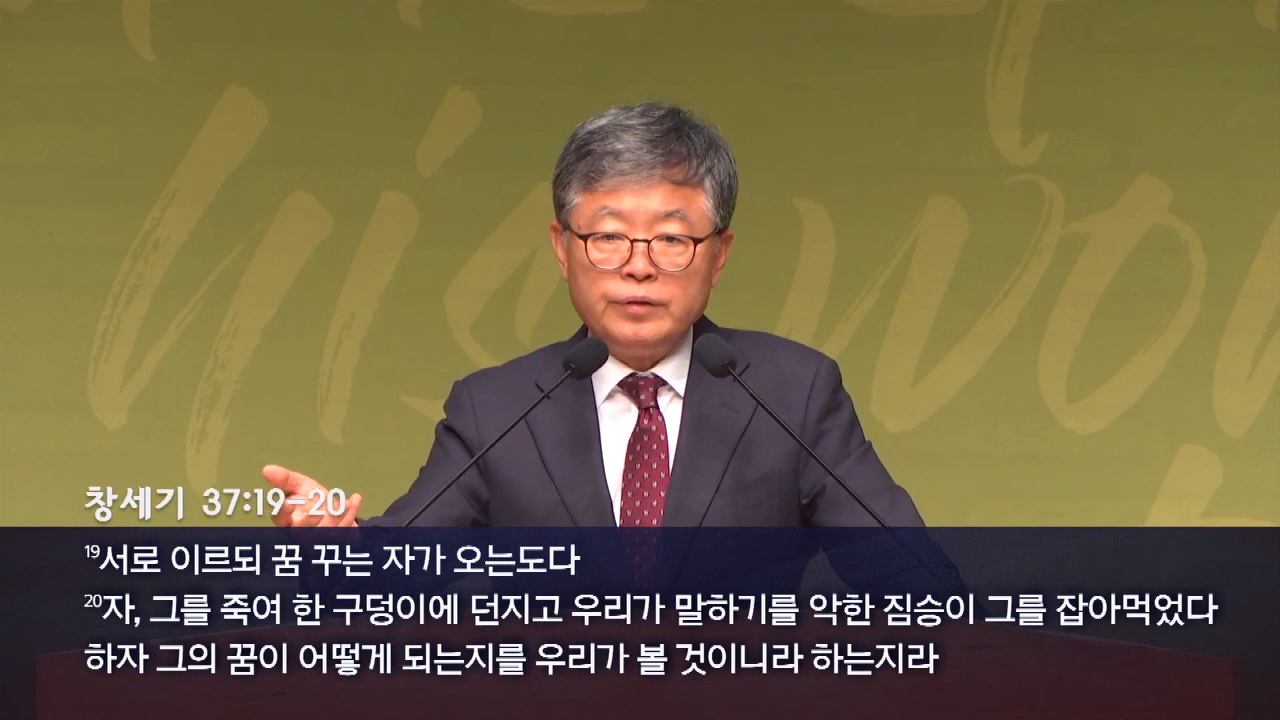 His wor
창세기 37:19-20
19서로 이르되 꿈 꾸는 자가 오는도다
20자, 그를 죽여 한 구덩이에 던지고 우리가 말하기를 악한 짐승이 그를 잡아먹었다
하자 그의 꿈이 어떻게 되는지를 우리가 볼 것이니라 하는지라